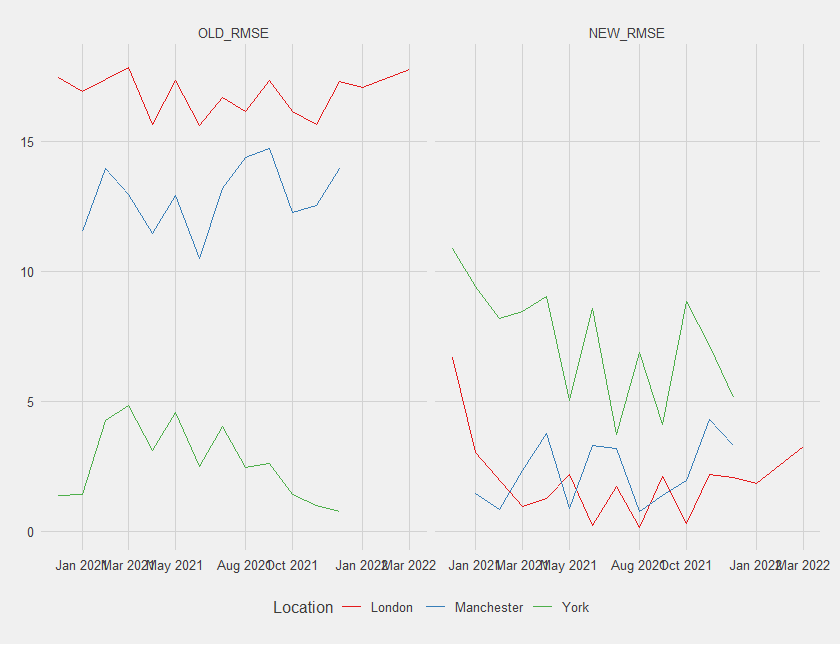 OLD_RMSE
NEW_RMSE
15
10
5
0
Jan 2021 Mar 2021 May 2021 Aug 2021 Oct 2021 Jan 2022 Mar 2022
Jan 2021 Mar 2021 May 2021 Aug 2021 Oct 2021 Jan 2022 Mar 2022
Location London Manchester York